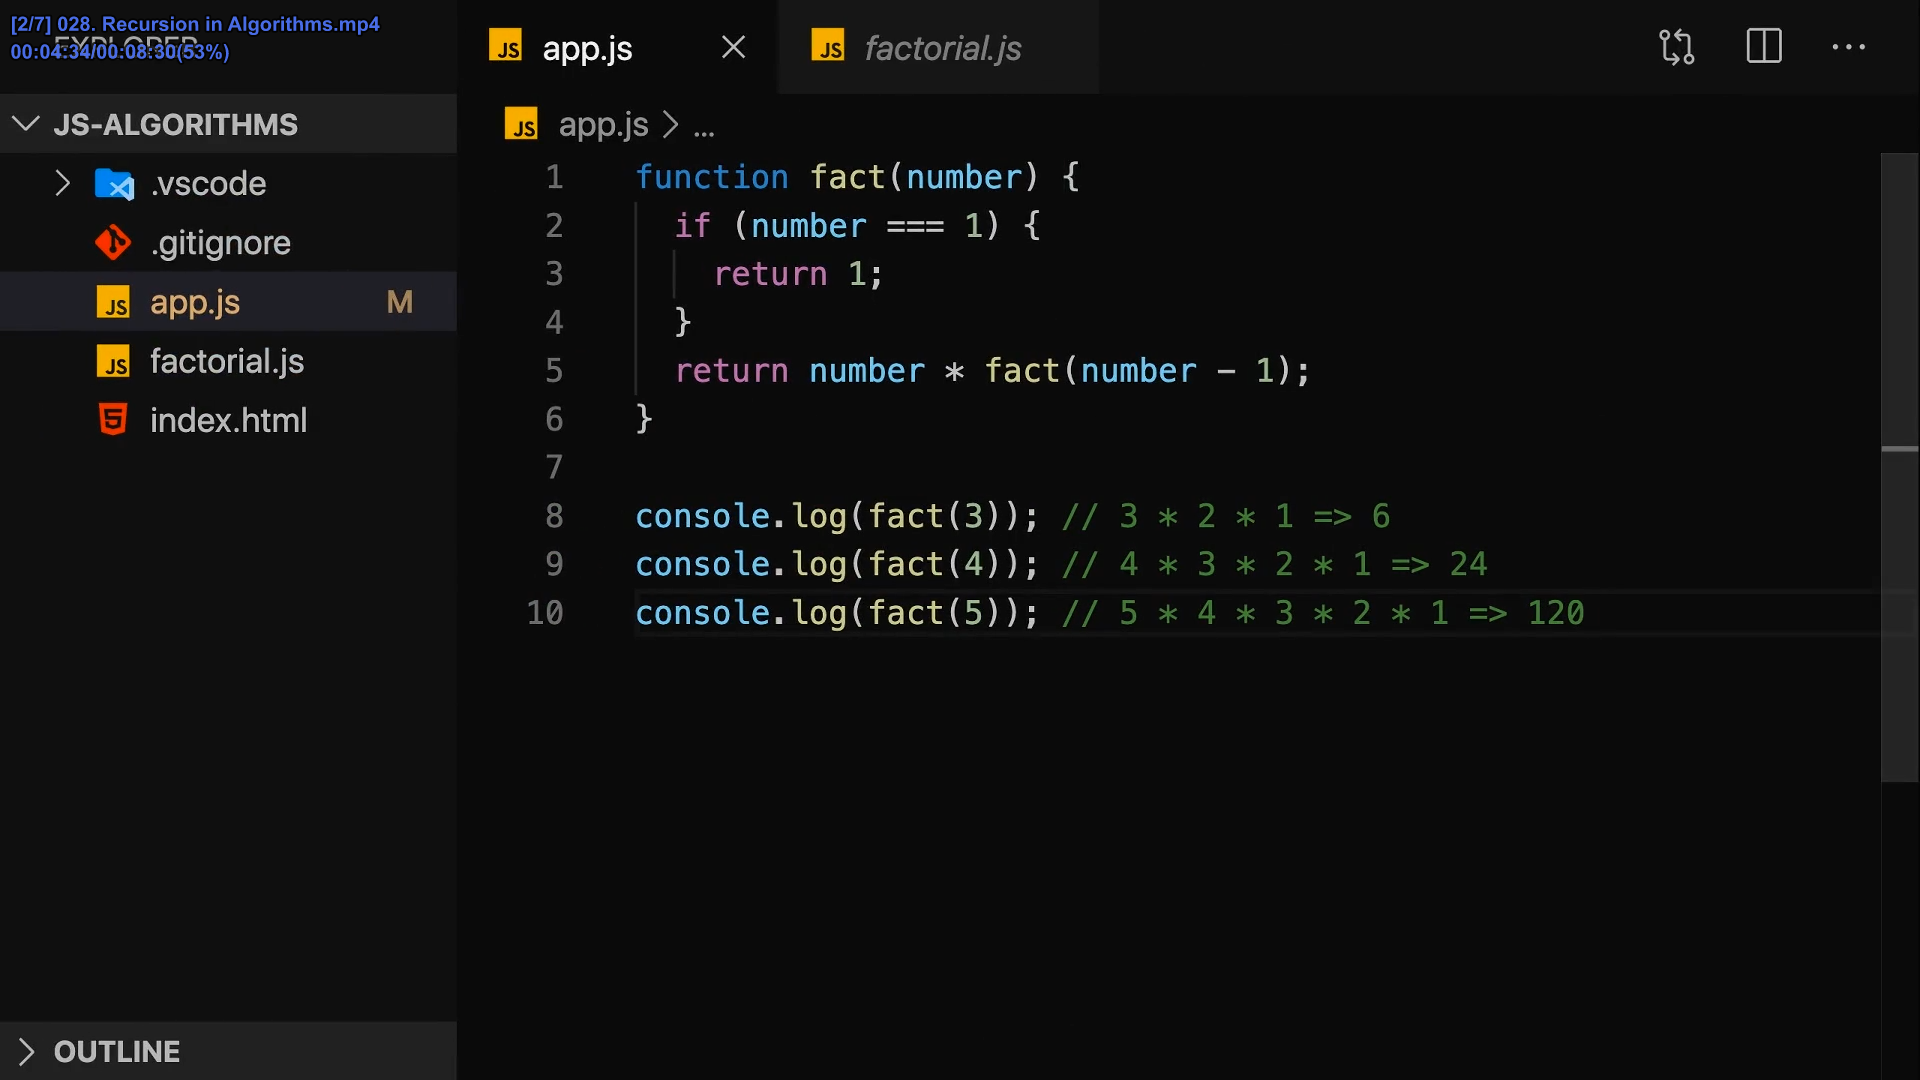 [2/7] 028. Recursion in Algorithms.mp4
00:04:34/00:08:30(53%)
EXPLORER
JS-ALGORITHMS
.vscode
.gitignore
JS app.js M
JS factorial.js
5 index.html
OUTLINE
JS app.js
JS factorial.js
JS app.js > ...
1 function fact(number) {
2   if (number === 1) {
3     return 1;
4   }
5   return number * fact(number - 1);
6 }
7
8 console.log(fact(3)); // 3 * 2 * 1 => 6
9 console.log(fact(4)); // 4 * 3 * 2 * 1 => 24
10 console.log(fact(5)); // 5 * 4 * 3 * 2 * 1 => 120